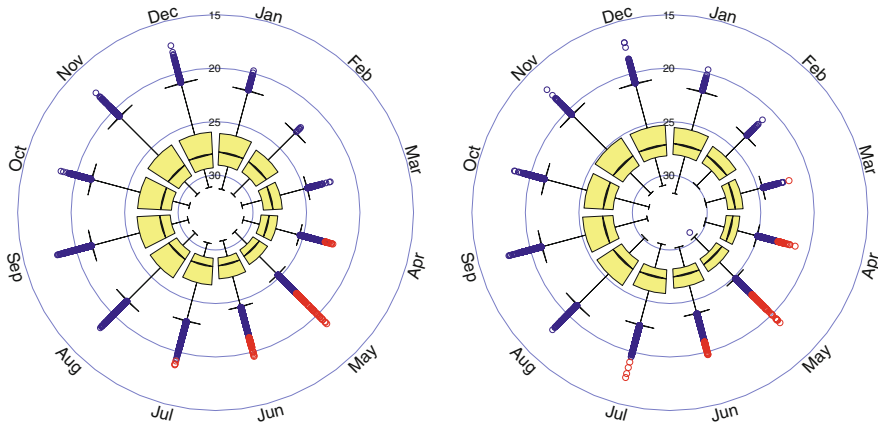 15
20
25
30
Jan
Feb
Mar
Apr
May
Jun
Jul
Aug
Sep
Oct
Nov
Dec
15
20
25
30
Jan
Feb
Mar
Apr
May
Jun
Jul
Aug
Sep
Oct
Nov
Dec